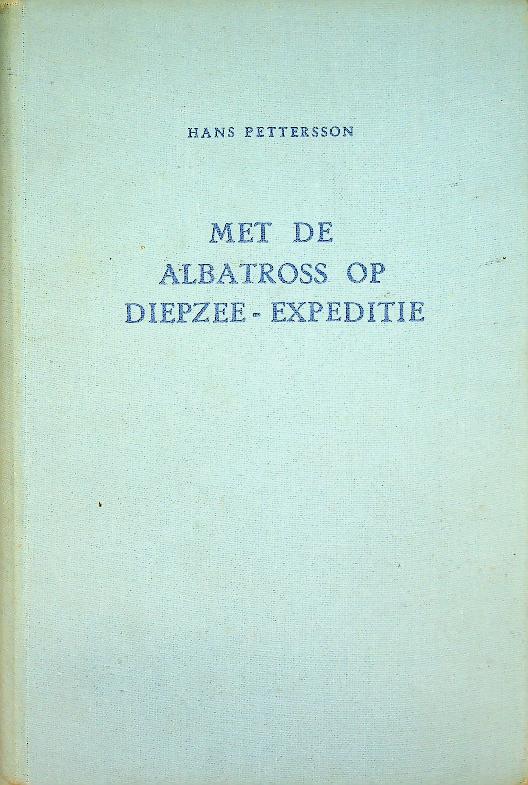 HANS PETTERSSON
MET DE
ALBATROSS OP
DIEPZEE - EXPEDITIE